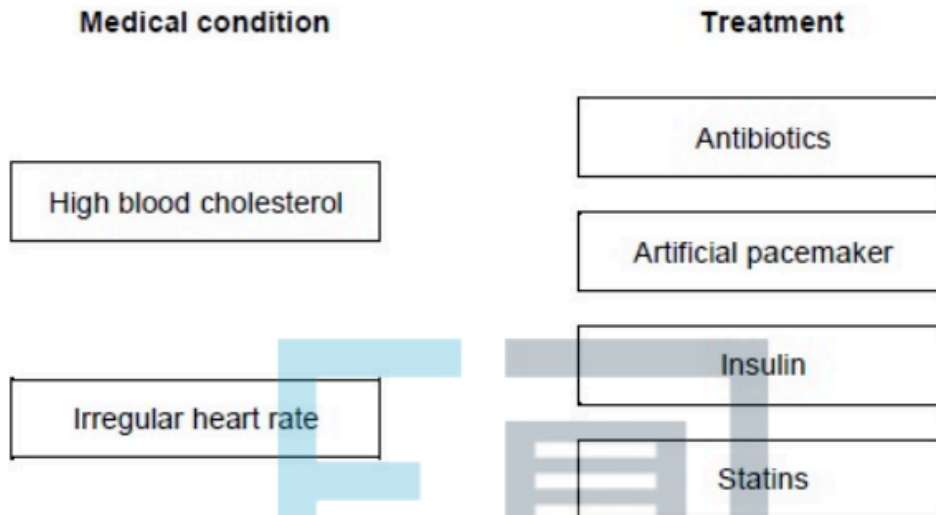 Medical condition
Treatment
Antibiotics
High blood cholesterol
Artificial pacemaker
Insulin
Irregular heart rate
Statins